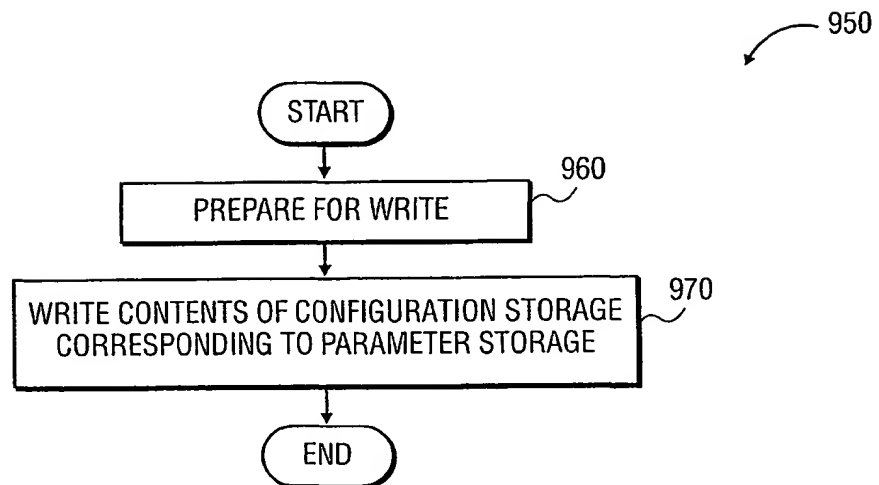 950
START
960
PREPARE FOR WRITE
970
WRITE CONTENTS OF CONFIGURATION STORAGE
CORRESPONDING TO PARAMETER STORAGE
END